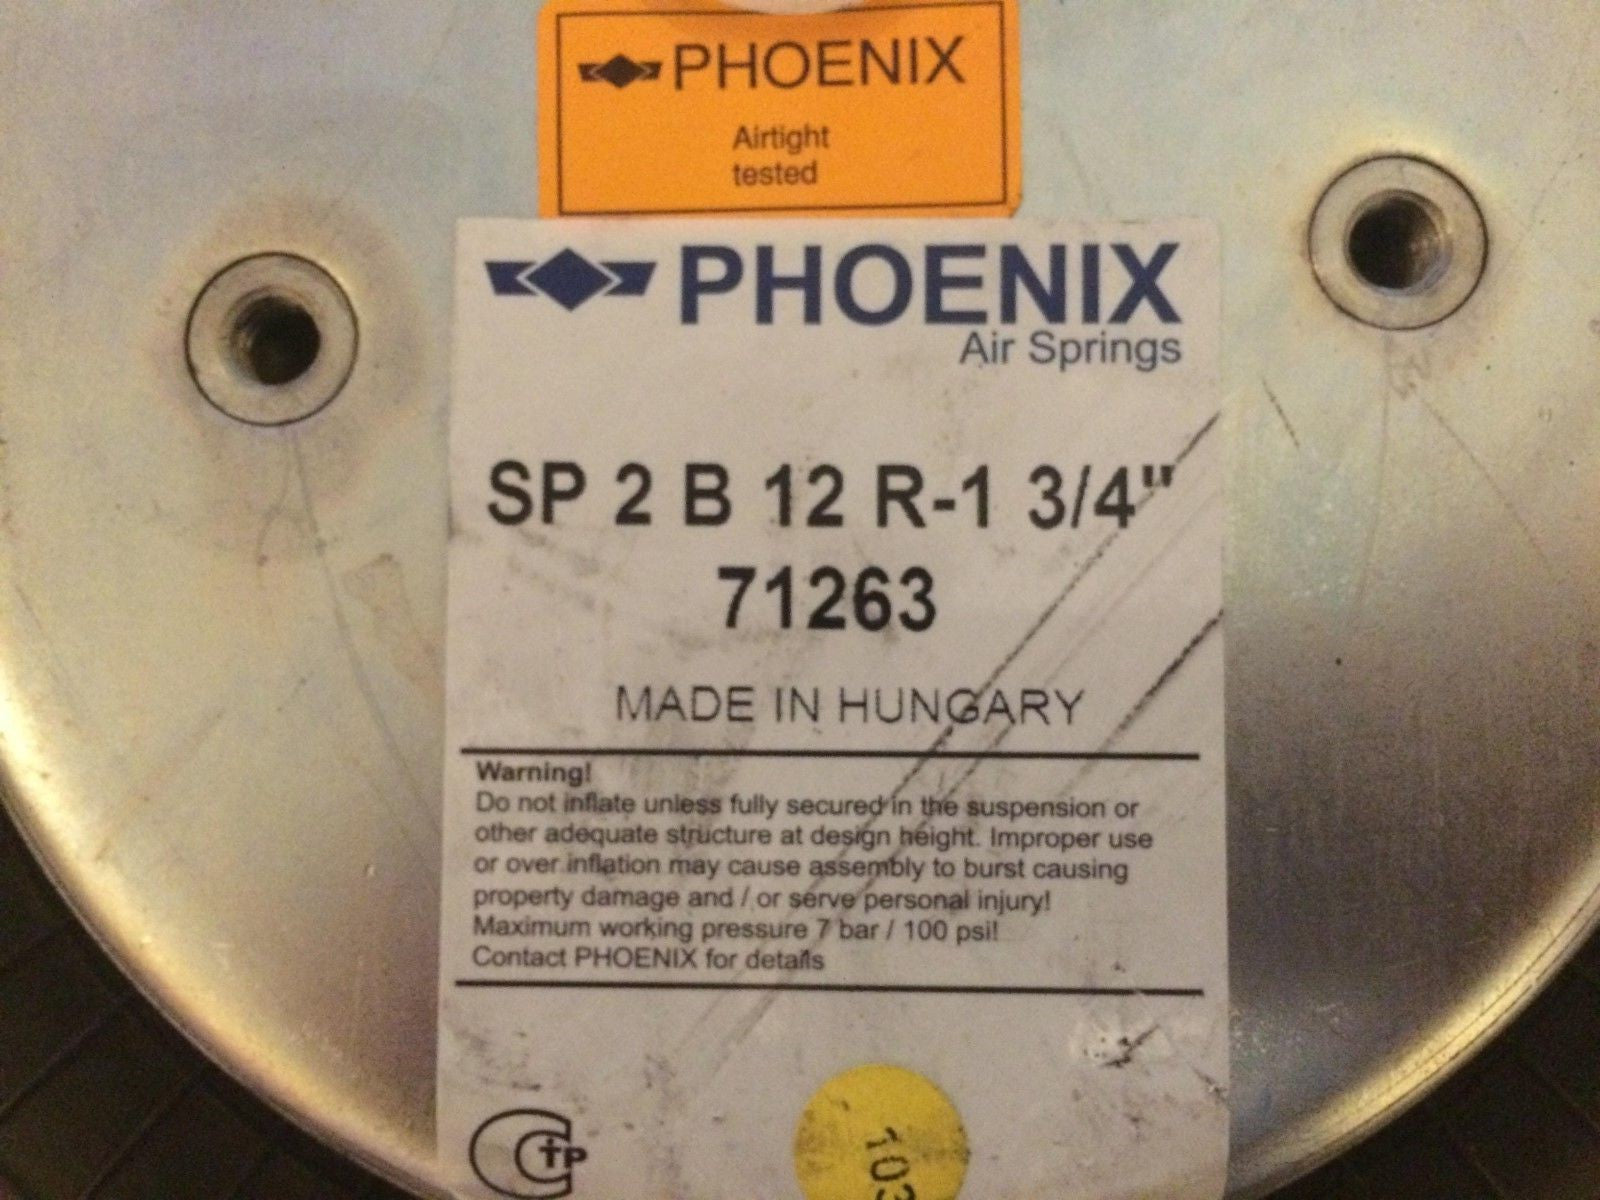 PHOENIX
Airtight
tested
PHOENIX
Air Springs
SP 2 B 12 R-1 3/4"
71263
MADE IN HUNGARY
Warning!
Do not inflate unless fully secured in the suspension or
other adequate structure at design height. Improper use
or over inflation may cause assembly to burst causing
property damage and / or serve personal injury!
Maximum working pressure 7 bar / 100 psi!
Contact PHOENIX for details
103